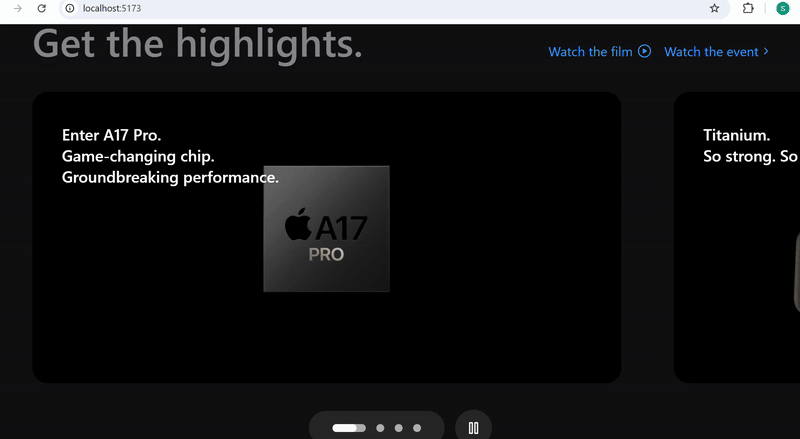 localhost:5173
S
Get the highlights.
Watch the film
Watch the event
Enter A17 Pro.
Game-changing chip.
Groundbreaking performance.
A17
PRO
Titanium.
So strong. So